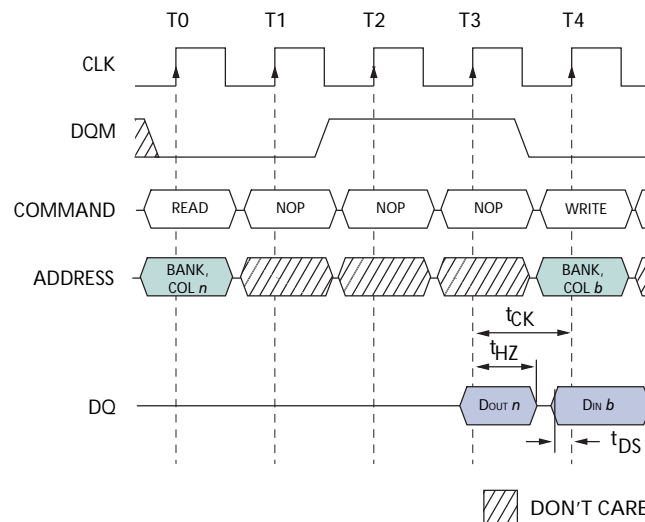 T0 T1 T2 T3 T4
CLK
DQM
COMMAND READ NOP NOP NOP WRITE
ADDRESS BANK, COL n BANK, COL b
tCK
tHZ
DQ DOUT n DIN b
tDS
DON'T CARE